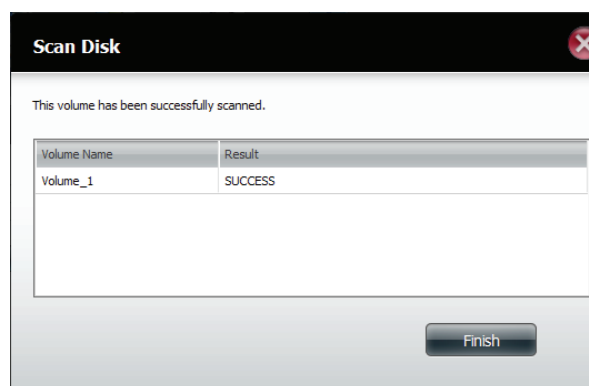 Scan Disk
This volume has been successfully scanned.
Volume Name Result
Volume_1 SUCCESS
Finish